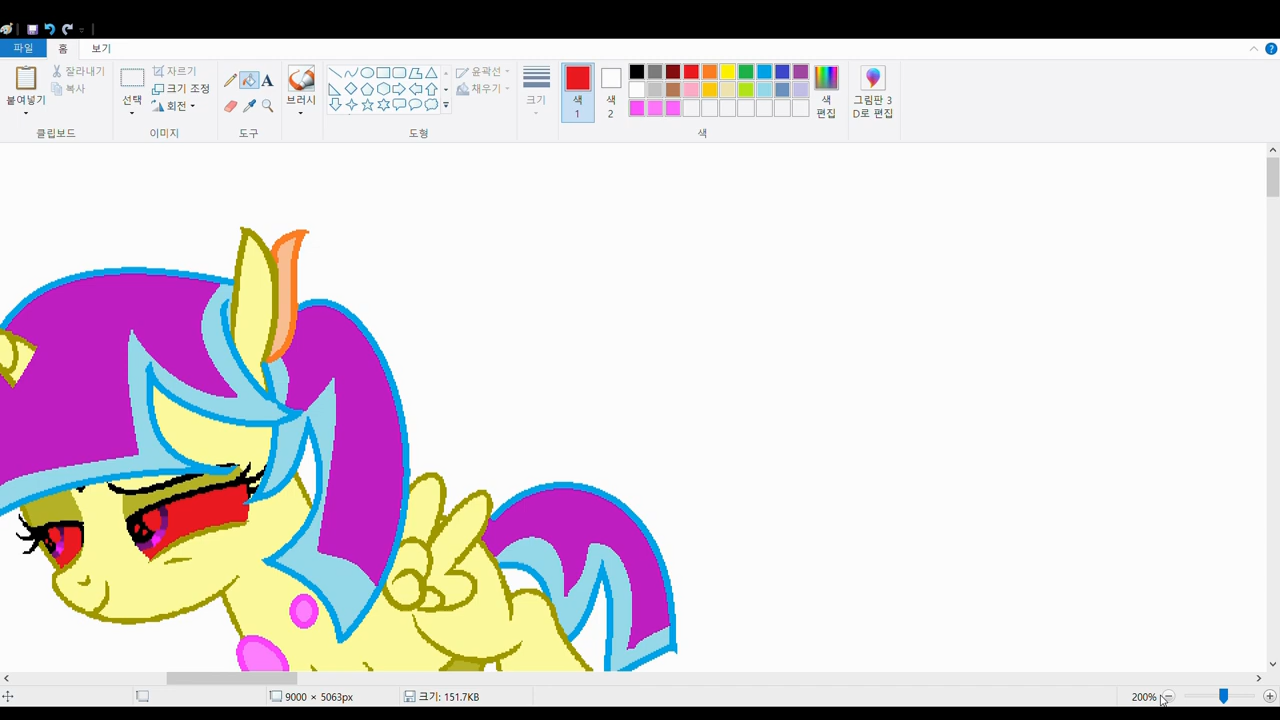 파일 홈 보기
붙여넣기
잘라내기
복사
클립보드
선택
자르기
크기 조정
회전
이미지
A
도구
브러시
윤곽선
채우기
도형
크기
색
1
색
2
색
색
편집
그림판 3
D로 편집
?
9000 × 5063px
크기: 151.7KB
200%